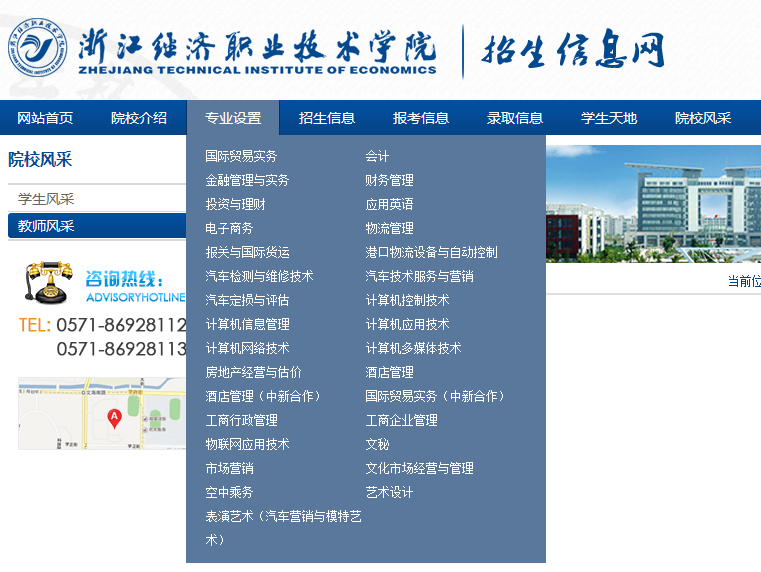 浙江经济职业技术学院
ZHEJIANG TECHNICAL INSTITUTE OF ECONOMICS
招生信息网
网站首页 院校介绍 专业设置 招生信息 报考信息 录取信息 学生天地 院校风采
院校风采
学生风采
教师风采
咨询热线：
ADVISORYHOTLINE
TEL: 0571-86928112
0571-86928113
A
国际贸易实务 会计
金融管理与实务 财务管理
投资与理财 应用英语
电子商务 物流管理
报关与国际货运 港口物流设备与自动控制
汽车检测与维修技术 汽车技术服务与营销
汽车定损与评估 计算机控制技术
计算机信息管理 计算机应用技术
计算机网络技术 计算机多媒体技术
房地产经营与估价 酒店管理
酒店管理（中新合作） 国际贸易实务（中新合作）
工商行政管理 工商企业管理
物联网应用技术 文秘
市场营销 文化市场经营与管理
空中乘务 艺术设计
表演艺术（汽车营销与模特艺
术）
当前位